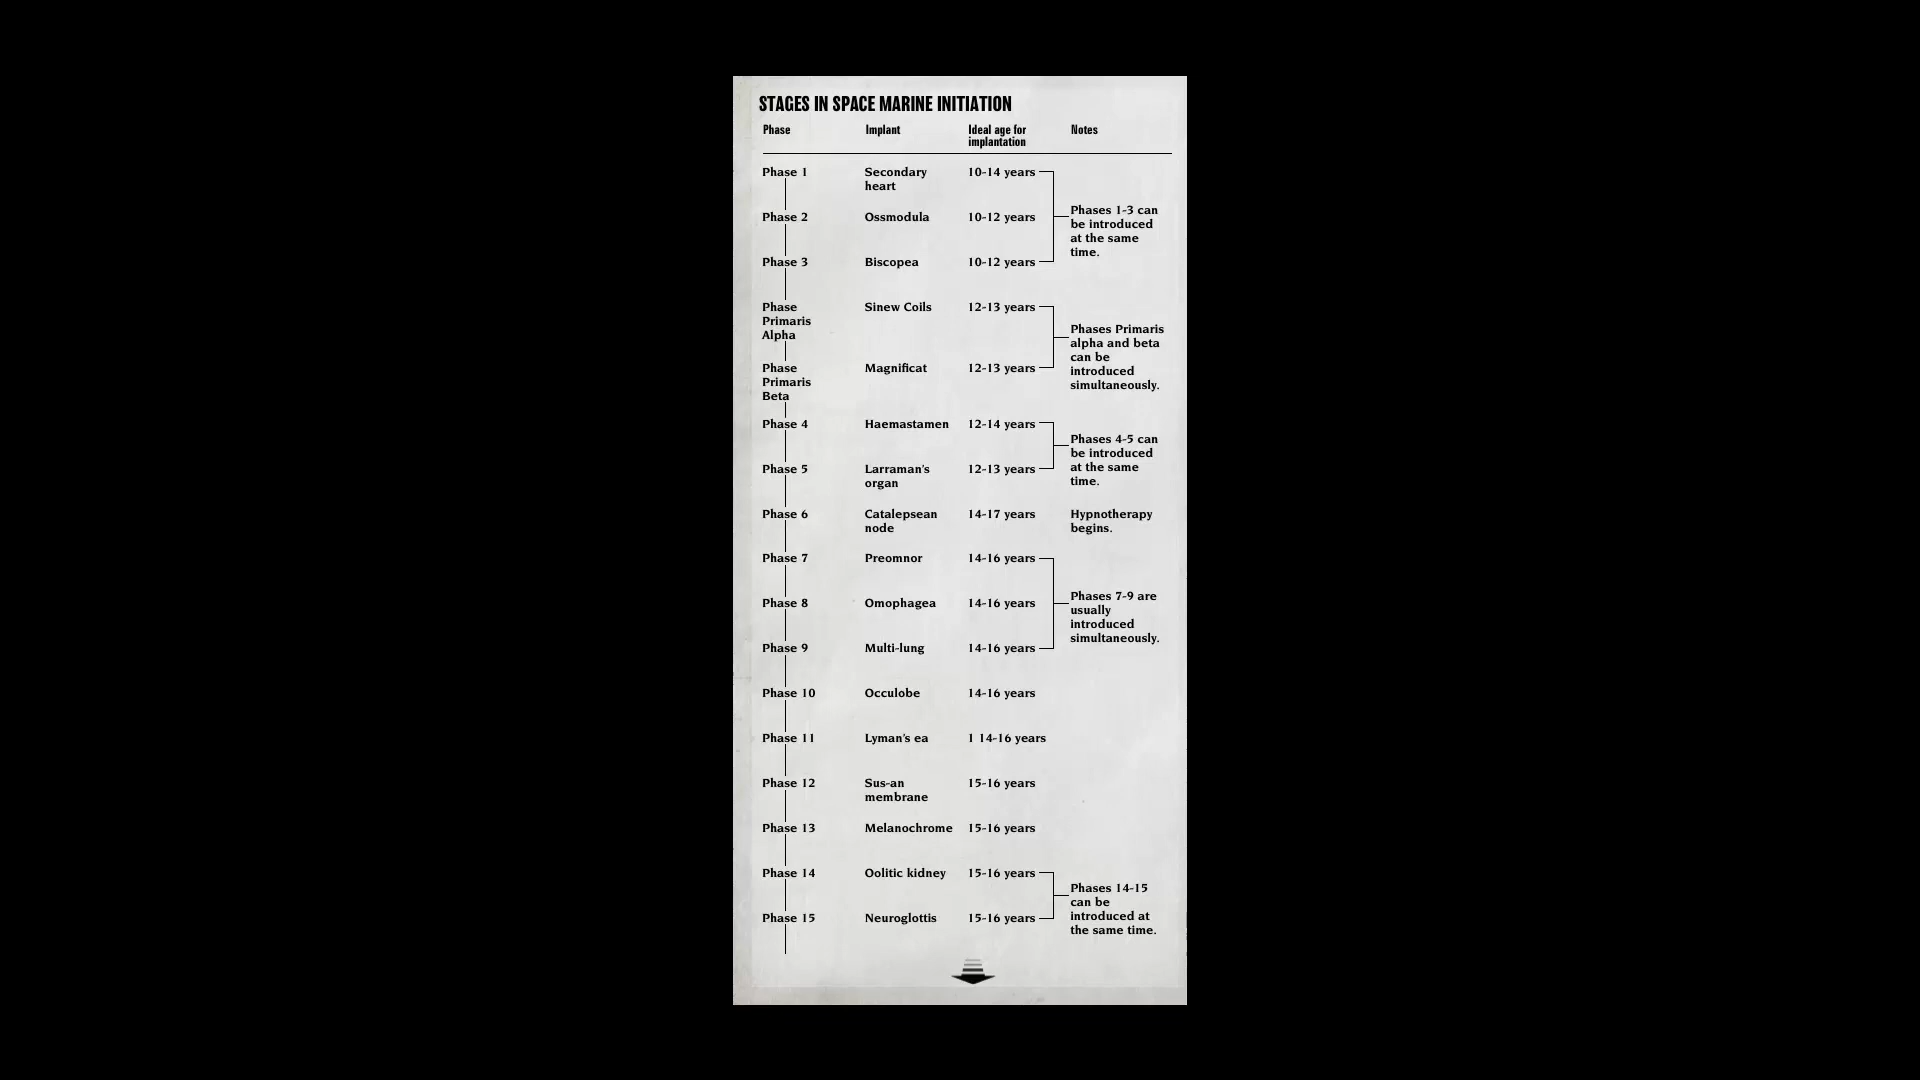 STAGES IN SPACE MARINE INITIATION
Phase Implant Ideal age for Notes
implantation
Phase 1 Secondary 10-14 years
heart
Phases 1-3 can
Phase 2 Ossmodula 10-12 years
be introduced
at the same
time.
Phase 3 Biscopea 10-12 years
Phase Sinew Coils 12-13 years
Primaris
Alpha
Phases Primaris
alpha and beta
can be
introduced
simultaneously.
Phase Magnificat 12-13 years
Primaris
Beta
Phase 4 Haemastamen 12-14 years
Phases 4-5 can
be introduced
at the same
time.
Phase 5 Larraman's 12-13 years
organ
Phase 6 Catalepsean 14-17 years Hypnotherapy
node begins.
Phase 7 Preomnor 14-16 years
Phases 7-9 are
usually
introduced
simultaneously.
Phase 8 Omophagea 14-16 years
Phase 9 Multi-lung 14-16 years
Phase 10 Occulobe 14-16 years
Phase 11 Lyman's ea 1 14-16 years
Phase 12 Sus-an 15-16 years
membrane
Phase 13 Melanochrome 15-16 years
Phase 14 Oolitic kidney 15-16 years
Phases 14-15
can be
introduced at
the same time.
Phase 15 Neuroglottis 15-16 years